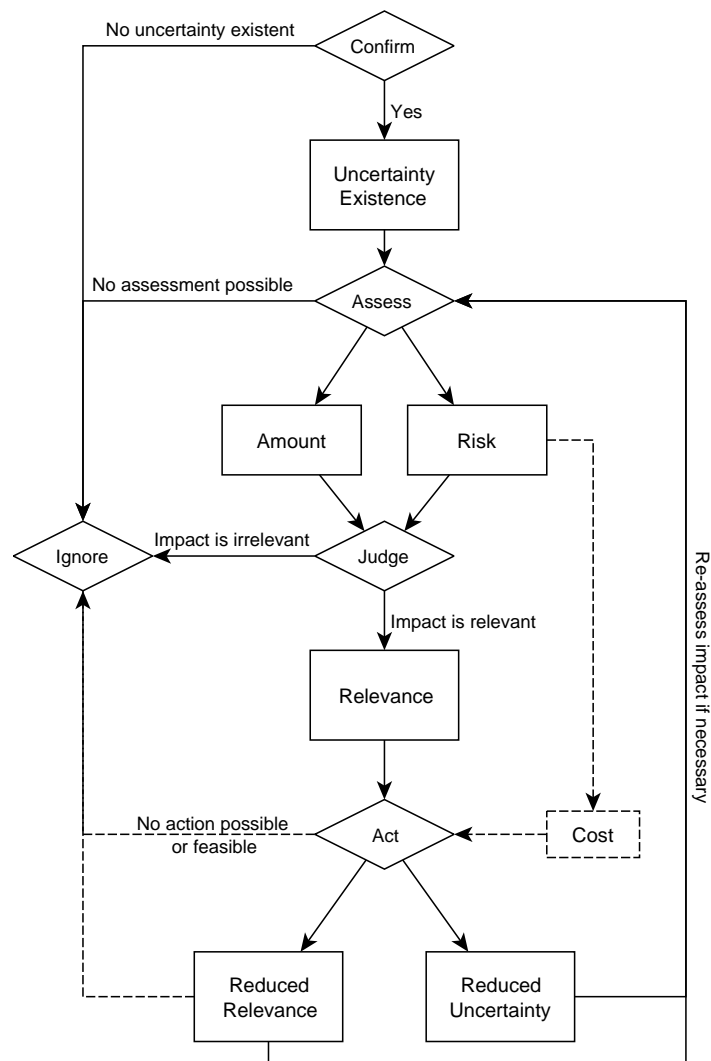 No uncertainty existent
Confirm
Yes
Uncertainty
Existence
No assessment possible
Assess
Amount
Risk
Ignore
Impact is irrelevant
Judge
Impact is relevant
Re-assess impact if necessary
Relevance
No action possible
or feasible
Act
Cost
Reduced
Relevance
Reduced
Uncertainty